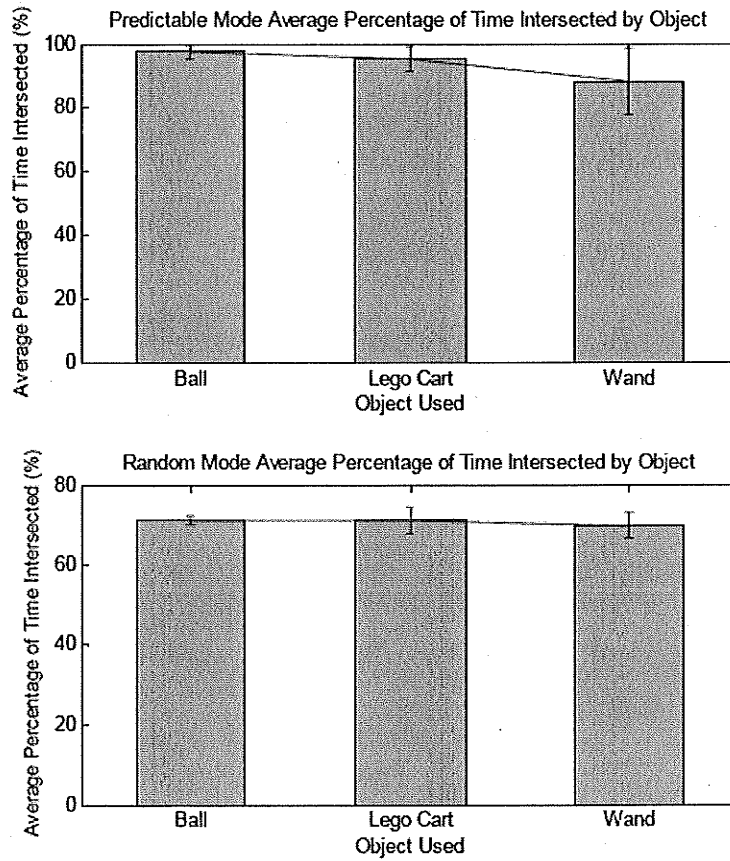 Predictable Mode Average Percentage of Time Intersected by Object
Average Percentage of Time Intersected (%)
100
80
60
40
20
0
Ball Lego Cart Wand
Object Used
Random Mode Average Percentage of Time Intersected by Object
Average Percentage of Time Intersected (%)
80
60
40
20
0
Ball Lego Cart Wand
Object Used